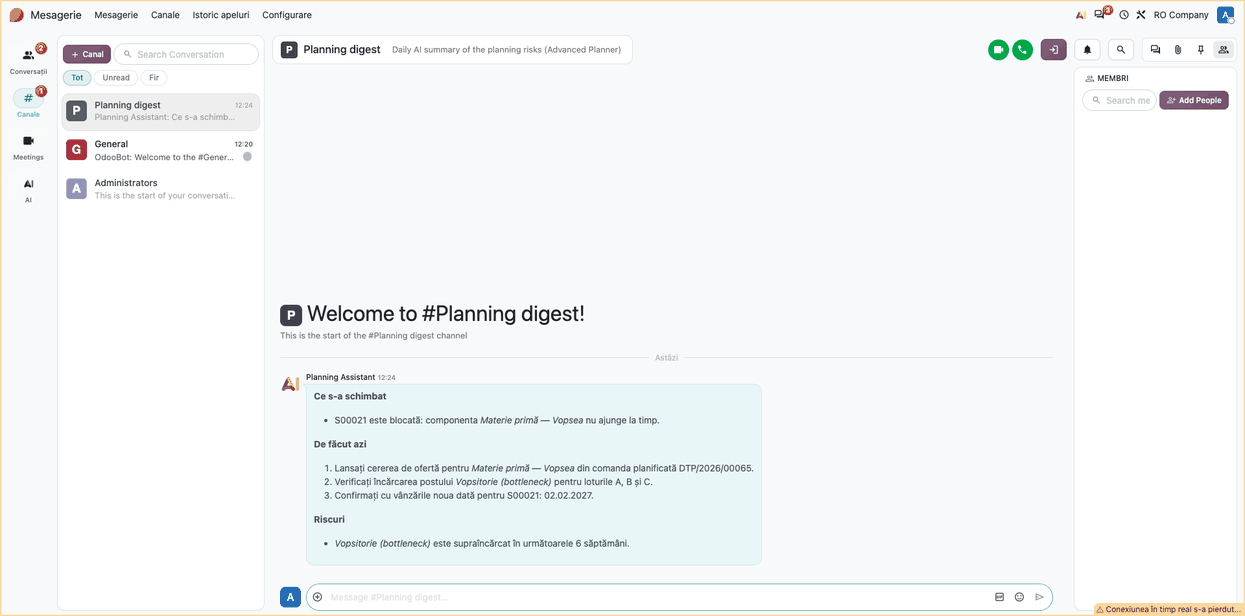 Mesagerie Mesagerie Canale Istoric apeluri Configurare
AI 3 RO Company A
2
Conversații
1
#
Canale
Meetings
AI
AI
+ Canal Search Conversation
Tot Unread Fir
P Planning digest 12:24
Planning Assistant: Ce s-a schimb...
G General 12:20
OdooBot: Welcome to the #Gener...
A Administrators
This is the start of your conversati...
P Planning digest Daily AI summary of the planning risks (Advanced Planner)
P Welcome to #Planning digest!
This is the start of the #Planning digest channel
Astăzi
AI Planning Assistant 12:24
Ce s-a schimbat
• S00021 este blocată: componenta Materie primă — Vopsea nu ajunge la timp.
De făcut azi
1. Lansați cererea de ofertă pentru Materie primă — Vopsea din comanda planificată DTP/2026/00065.
2. Verificați încărcarea postului Vopsitorie (bottleneck) pentru loturile A, B și C.
3. Confirmați cu vânzările noua dată pentru S00021: 02.02.2027.
Riscuri
• Vopsitorie (bottleneck) este supraîncărcat în următoarele 6 săptămâni.
A Message #Planning digest...
MEMBRI
Search me Add People
Conexiunea în timp real s-a pierdut...